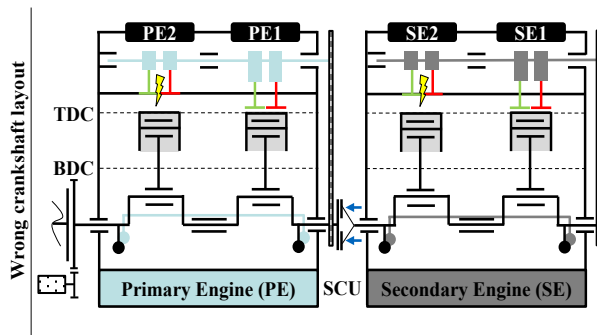 Wrong crankshaft layout
PE2 PE1 SE2 SE1
TDC
BDC
Primary Engine (PE) SCU Secondary Engine (SE)